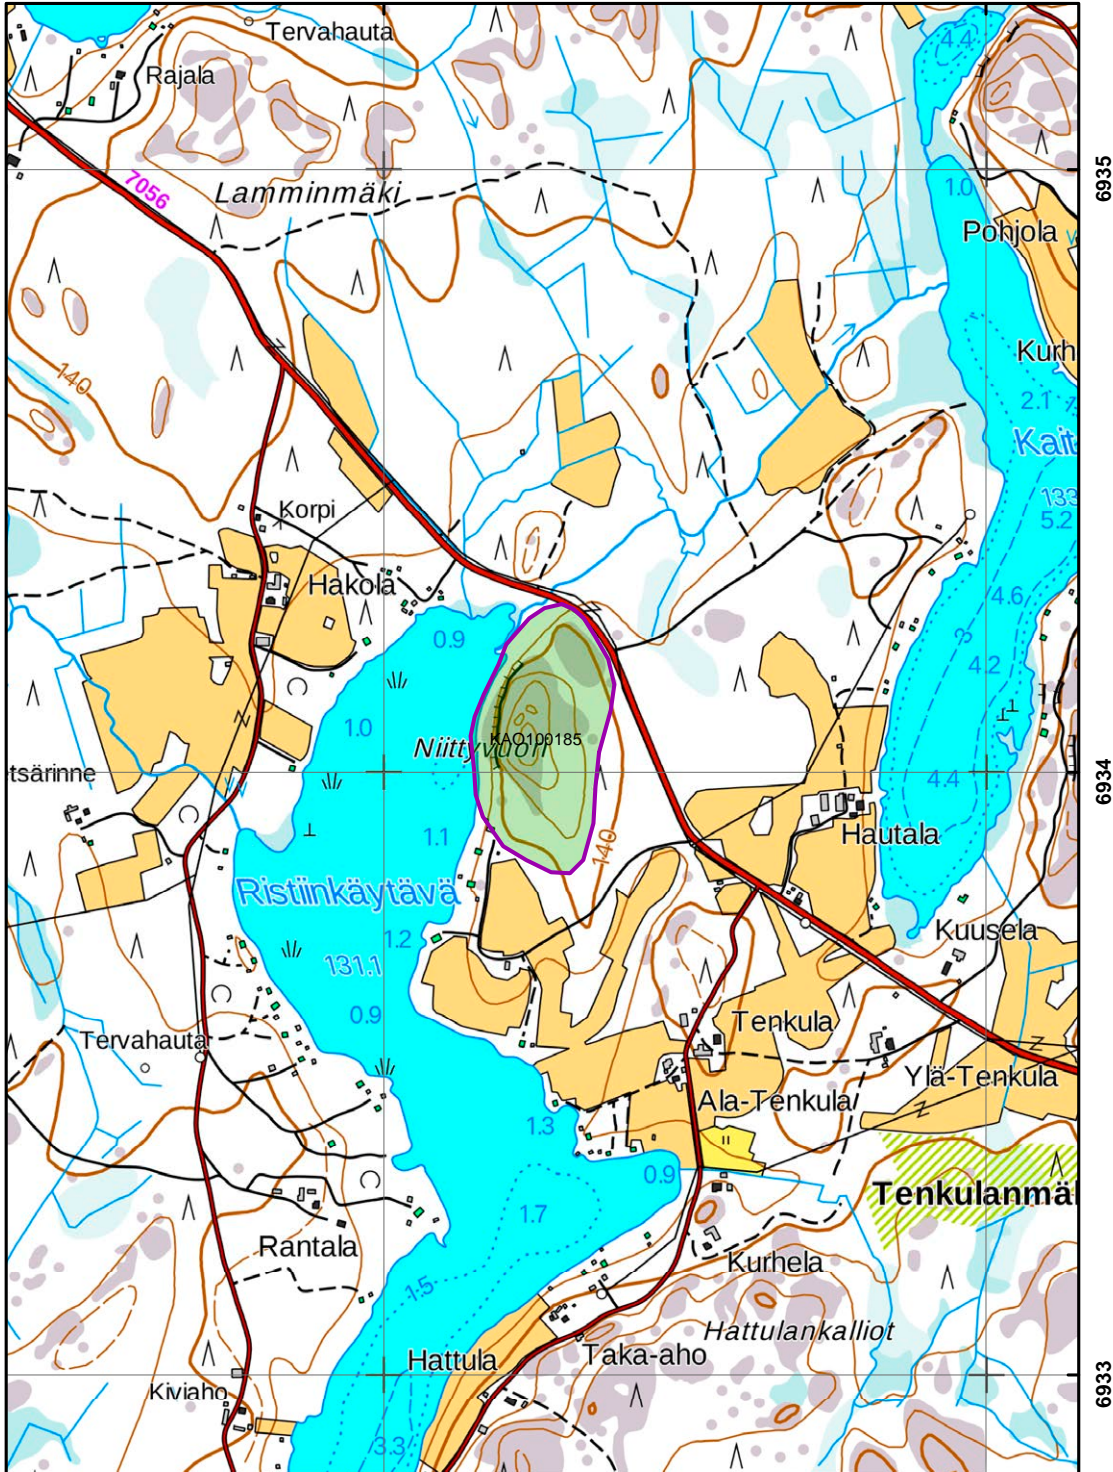 Tervahauta
4.4
Rajala
6935
7056
Lamminmäki
1.0
Pohjola
140
Kurh
2.1
Kait
133
5.2
Korpi
Hakola
4.6
0.9
3
4.2
1.0
KAO100185
Niittyvuori
tsärinne
4.4
6934
1.1
140
Hautala
Ristiinkäytävä
1.2
131.1
Kuusela
0.9
Tenkula
Tervahauta
Ylä-Tenkula
Ala-Tenkula
1.3
0.9
Tenkulanmäl
1.7
Rantala
Kurhela
1.5
Hattulankalliot
Hattula
Taka-aho
Kiviaho
6933
3.3